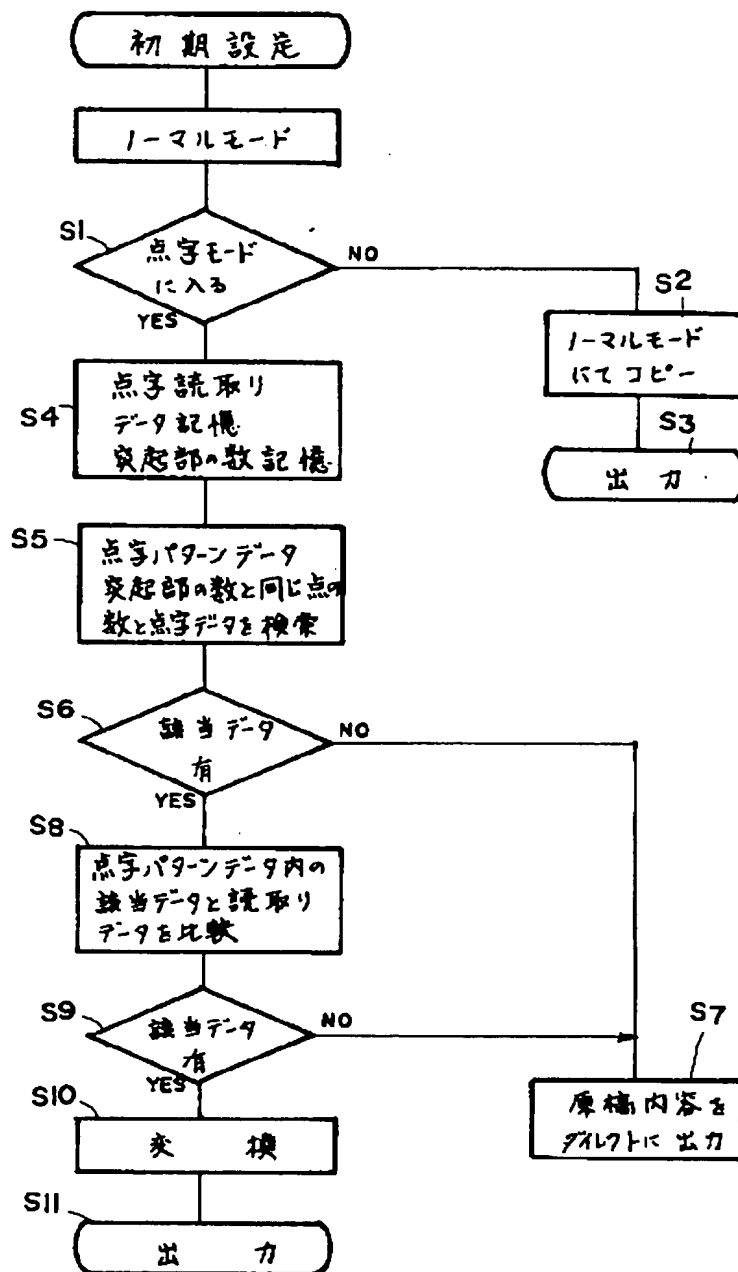 初期設定
ノーマルモード
S1
点字モード
に入る
NO
YES
S2
ノーマルモード
にてコピー
S3
出力
S4
点字読取り
データ記憶
突起部の数記憶
S5
点字パターンデータ
突起部の数と同じ点の
数と点字データを検索
S6
該当データ
有
NO
YES
S8
点字パターンデータ内の
該当データと読取り
データを比較
S9
該当データ
有
NO
YES
S7
原稿内容を
ダイレクトに出力
S10
変換
S11
出力